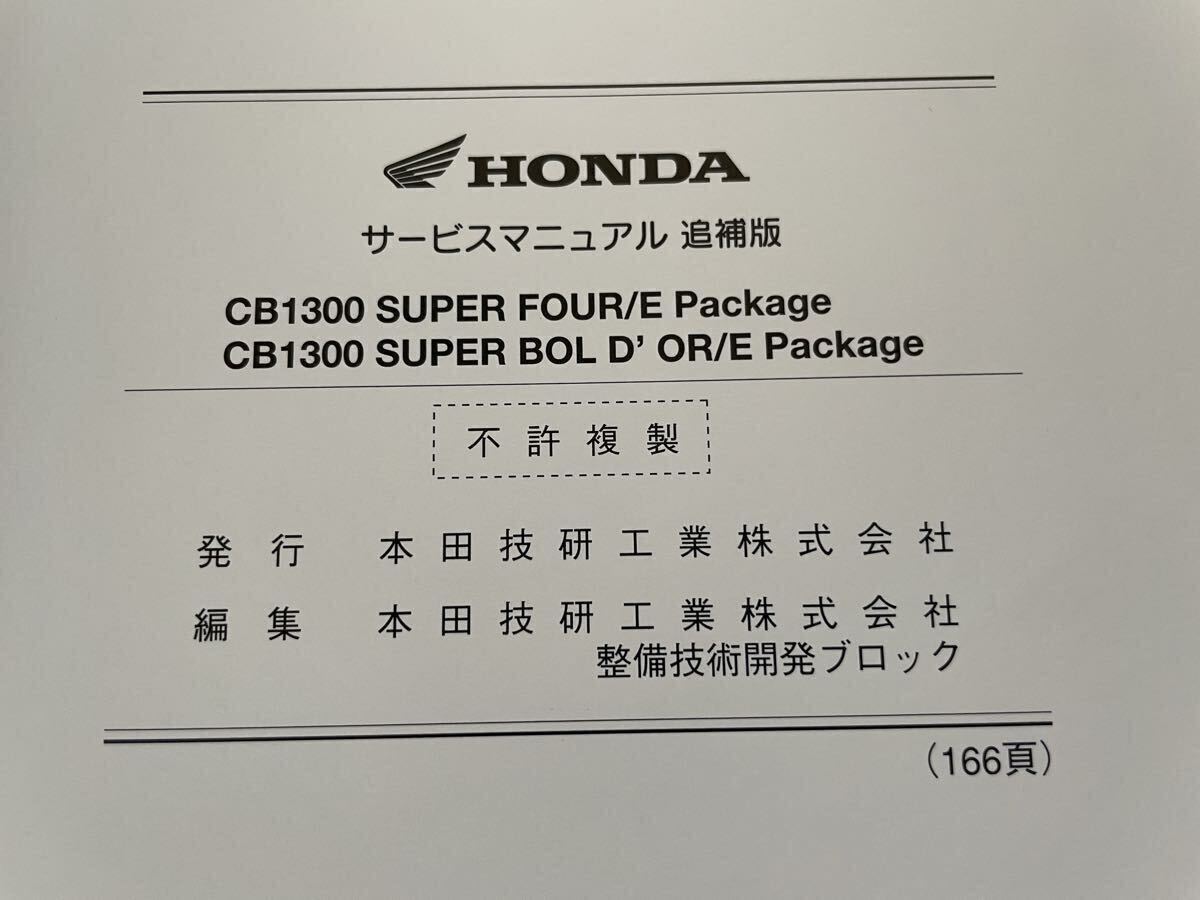 HONDA
サービスマニュアル 追補版
CB1300 SUPER FOUR/E Package
CB1300 SUPER BOL D' OR/E Package
不許複製
発行 本田技研工業株式会社
編集 本田技研工業株式会社
整備技術開発ブロック
(166頁)